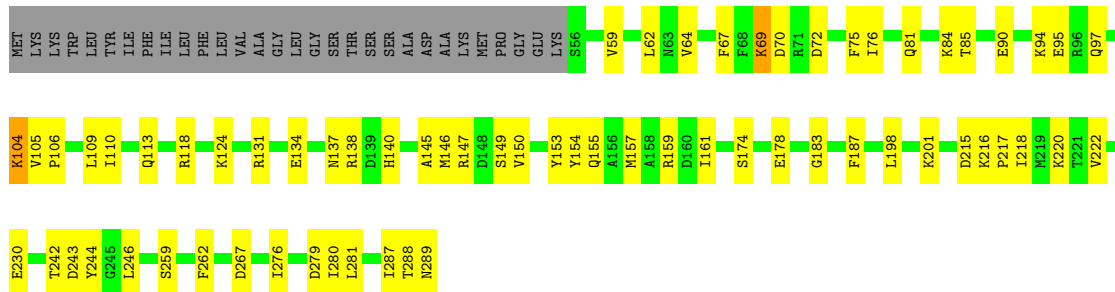 MET LYS LYS TRP LEU TYR ILE PHE ILE LEU PHE LEU VAL ALA GLY LEU GLY SER THR SER SER ALA ASP ALA LYS MET PRO GLY GLU LYS S56 V59 L62 N63 V64 F67 F68 K69 D70 R71 D72 F75 I76 Q81 K84 T85 E90 K94 E95 R96 Q97
K104 V105 P106 L109 I110 Q113 R118 K124 R131 E134 N137 R138 D139 H140 A145 M146 R147 D148 S149 V150 Y153 Y154 Q155 A156 M157 A158 R159 D160 I161 S174 E178 G183 F187 L198 K201 D215 K216 P217 I218 M219 K220 T221 V222
E230 T242 D243 Y244 G245 L246 S259 F262 D267 I276 D279 I280 L281 I287 T288 N289